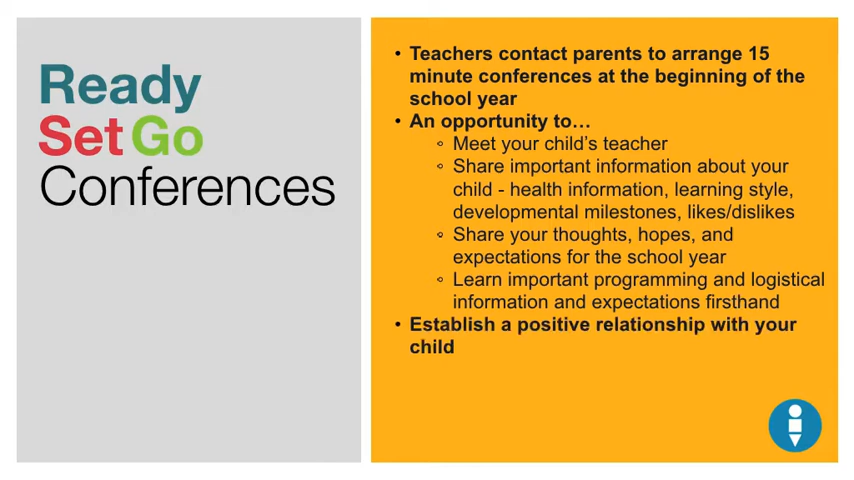 Ready
Set Go
Conferences
• Teachers contact parents to arrange 15
minute conferences at the beginning of the
school year
• An opportunity to…
◦ Meet your child's teacher
◦ Share important information about your
child - health information, learning style,
developmental milestones, likes/dislikes
◦ Share your thoughts, hopes, and
expectations for the school year
◦ Learn important programming and logistical
information and expectations firsthand
• Establish a positive relationship with your
child